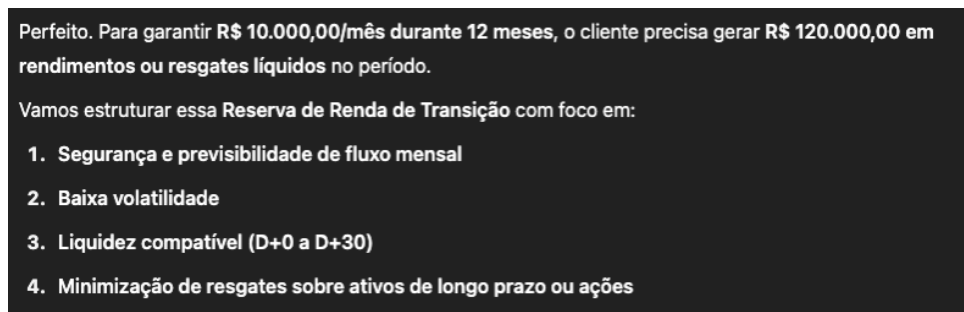 Perfeito. Para garantir R$ 10.000,00/mês durante 12 meses, o cliente precisa gerar R$ 120.000,00 em
rendimentos ou resgates líquidos no período.
Vamos estruturar essa Reserva de Renda de Transição com foco em:
1. Segurança e previsibilidade de fluxo mensal
2. Baixa volatilidade
3. Liquidez compatível (D+0 a D+30)
4. Minimização de resgates sobre ativos de longo prazo ou ações